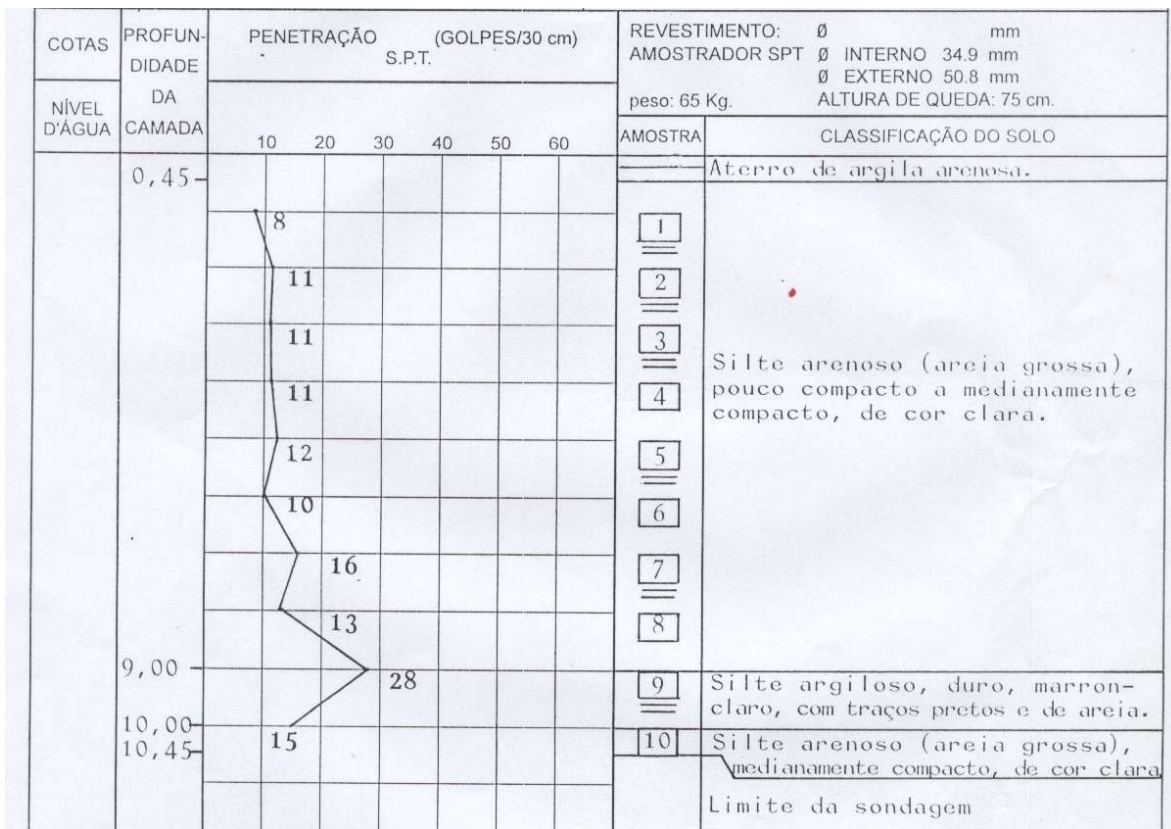 COTAS
NÍVEL
D'ÁGUA
PROFUN-
DIDADE
DA
CAMADA
PENETRAÇÃO (GOLPES/30 cm)
S.P.T.
10 20 30 40 50 60
REVESTIMENTO: Ø mm
AMOSTRADOR SPT Ø INTERNO 34.9 mm
Ø EXTERNO 50.8 mm
peso: 65 Kg. ALTURA DE QUEDA: 75 cm.
AMOSTRA
CLASSIFICAÇÃO DO SOLO
0,45
Aterro de argila arenosa.
8
1
11
2
11
3
11
4
Silte arenoso (areia grossa),
pouco compacto a medianamente
compacto, de cor clara.
12
5
10
6
16
7
13
8
9,00
28
9
Silte argiloso, duro, marron-
claro, com traços pretos e de areia.
10,00
10,45
15
10
Silte arenoso (areia grossa),
medianamente compacto, de cor clara
Limite da sondagem